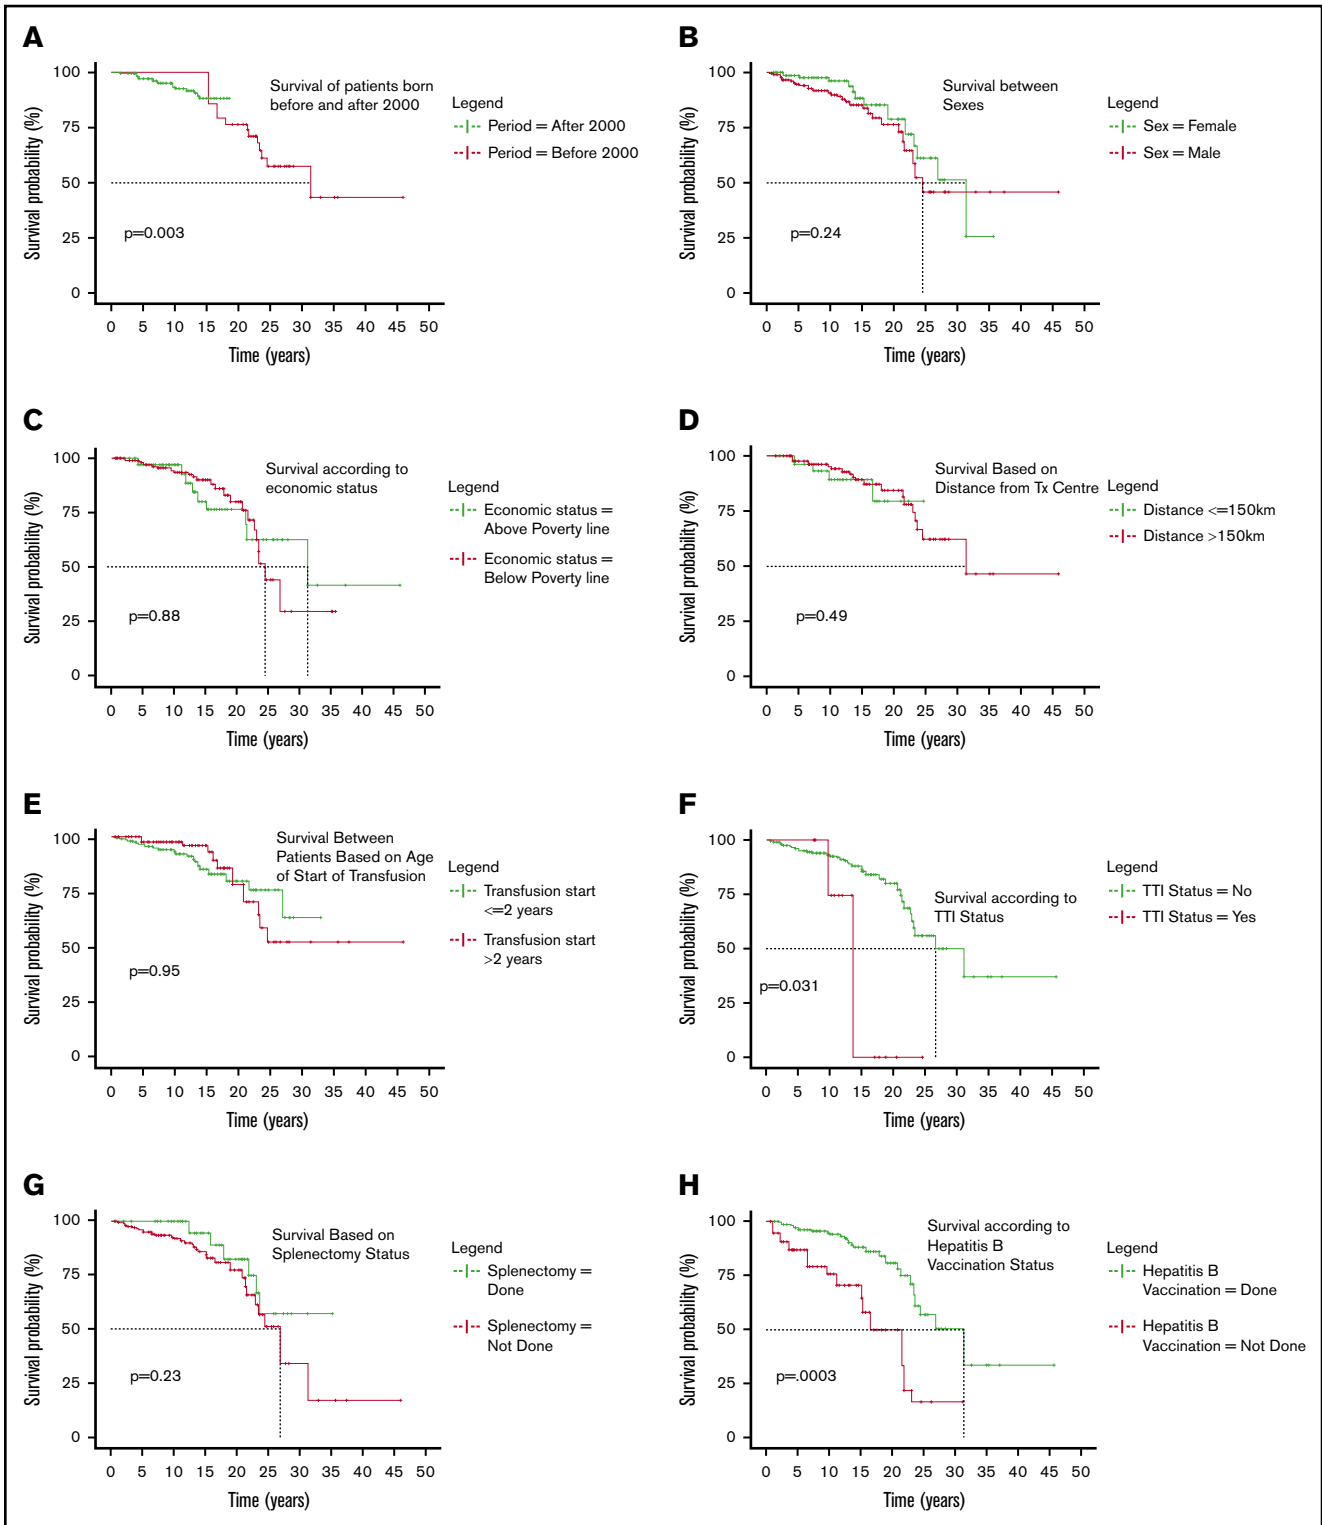 A
Survival of patients born
before and after 2000
Legend
Period = After 2000
Period = Before 2000
Survival probability (%)
100
75
50
25
0
p=0.003
0 5 10 15 20 25 30 35 40 45 50
Time (years)
B
Survival between
Sexes
Legend
Sex = Female
Sex = Male
Survival probability (%)
100
75
50
25
0
p=0.24
0 5 10 15 20 25 30 35 40 45 50
Time (years)
C
Survival according to
economic status
Legend
Economic status =
Above Poverty line
Economic status =
Below Poverty line
Survival probability (%)
100
75
50
25
0
p=0.88
0 5 10 15 20 25 30 35 40 45 50
Time (years)
D
Survival Based on
Distance from Tx Centre
Legend
Distance <=150km
Distance >150km
Survival probability (%)
100
75
50
25
0
p=0.49
0 5 10 15 20 25 30 35 40 45 50
Time (years)
E
Survival Between
Patients Based on Age
of Start of Transfusion
Legend
Transfusion start
<=2 years
Transfusion start
>2 years
Survival probability (%)
100
75
50
25
0
p=0.95
0 5 10 15 20 25 30 35 40 45 50
Time (years)
F
Survival according to
TTI Status
Legend
TTI Status = No
TTI Status = Yes
Survival probability (%)
100
75
50
25
0
p=0.031
0 5 10 15 20 25 30 35 40 45 50
Time (years)
G
Survival Based on
Splenectomy Status
Legend
Splenectomy =
Done
Splenectomy =
Not Done
Survival probability (%)
100
75
50
25
0
p=0.23
0 5 10 15 20 25 30 35 40 45 50
Time (years)
H
Survival according to
Hepatitis B
Vaccination Status
Legend
Hepatitis B
Vaccination = Done
Hepatitis B
Vaccination = Not Done
Survival probability (%)
100
75
50
25
0
p=.0003
0 5 10 15 20 25 30 35 40 45 50
Time (years)